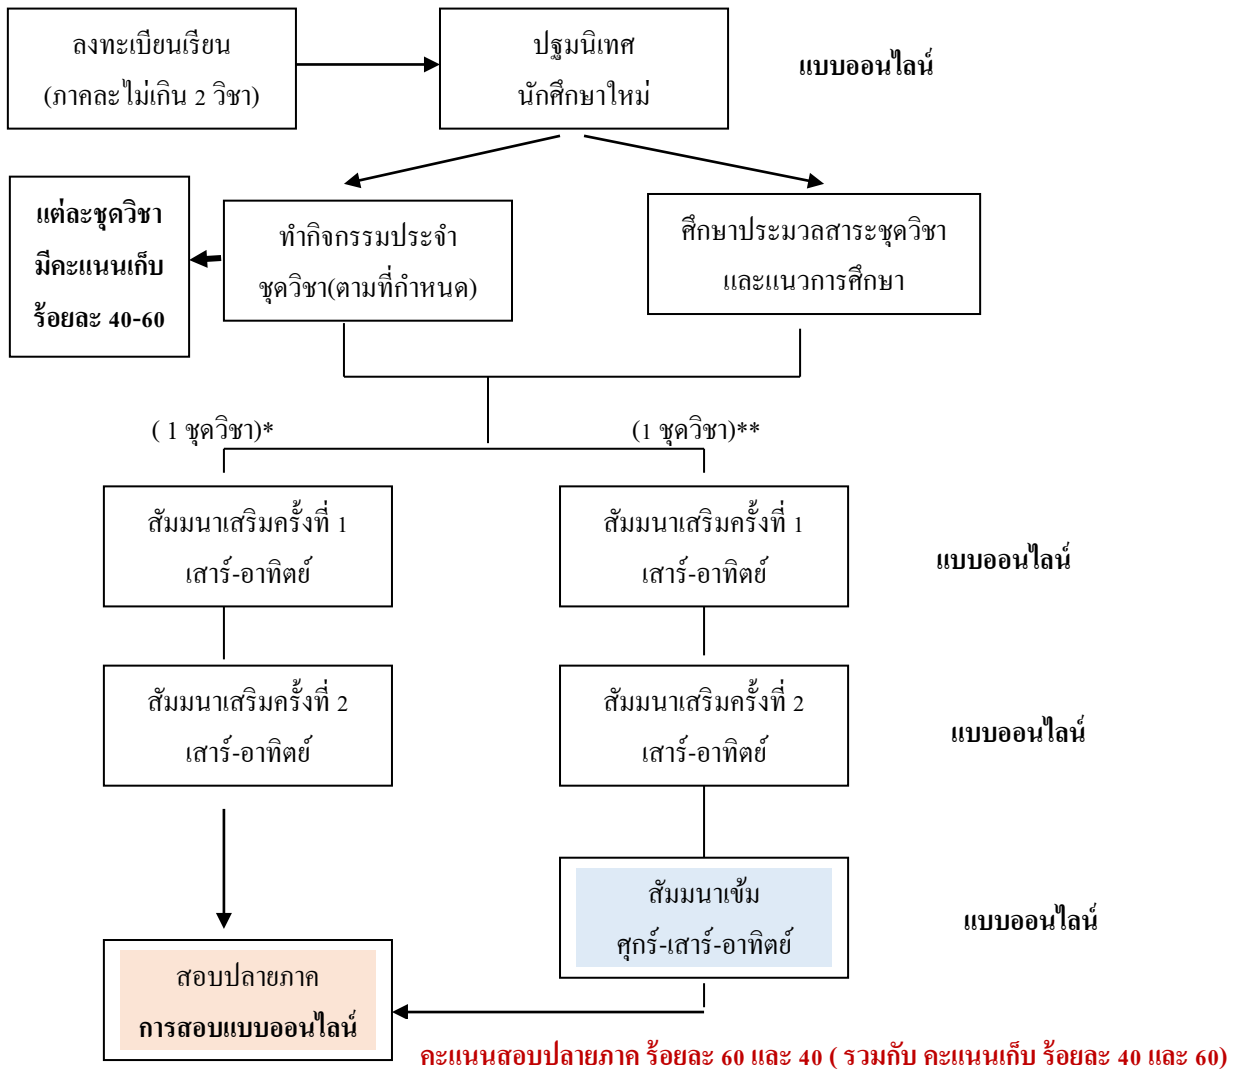 ลงทะเบียนเรียน
(ภาคละไม่เกิน 2 วิชา)
ปฐมนิเทศ
นักศึกษาใหม่
แบบออนไลน์
แต่ละชุดวิชา
มีคะแนนเก็บ
ร้อยละ 40-60
ทำกิจกรรมประจำ
ชุดวิชา(ตามที่กำหนด)
ศึกษาประมวลสาระชุดวิชา
และแนวการศึกษา
( 1 ชุดวิชา)*
(1 ชุดวิชา)**
สัมมนาเสริมครั้งที่ 1
เสาร์-อาทิตย์
สัมมนาเสริมครั้งที่ 1
เสาร์-อาทิตย์
แบบออนไลน์
สัมมนาเสริมครั้งที่ 2
เสาร์-อาทิตย์
สัมมนาเสริมครั้งที่ 2
เสาร์-อาทิตย์
แบบออนไลน์
สัมมนาเข้ม
ศุกร์-เสาร์-อาทิตย์
แบบออนไลน์
สอบปลายภาค
การสอบแบบออนไลน์
คะแนนสอบปลายภาค ร้อยละ 60 และ 40 ( รวมกับ คะแนนเก็บ ร้อยละ 40 และ 60)